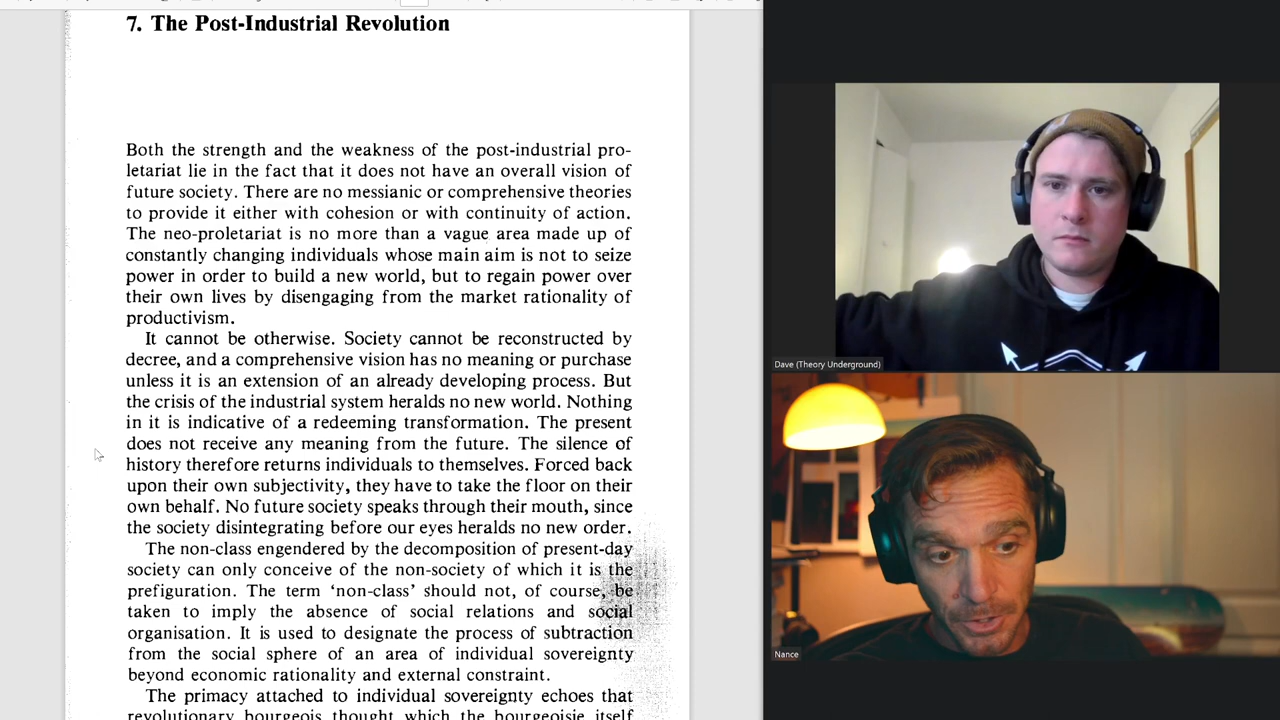 7. The Post-Industrial Revolution
Both the strength and the weakness of the post-industrial pro-
letariat lie in the fact that it does not have an overall vision of
future society. There are no messianic or comprehensive theories
to provide it either with cohesion or with continuity of action.
The neo-proletariat is no more than a vague area made up of
constantly changing individuals whose main aim is not to seize
power in order to build a new world, but to regain power over
their own lives by disengaging from the market rationality of
productivism.
It cannot be otherwise. Society cannot be reconstructed by
decree, and a comprehensive vision has no meaning or purchase
unless it is an extension of an already developing process. But
the crisis of the industrial system heralds no new world. Nothing
in it is indicative of a redeeming transformation. The present
does not receive any meaning from the future. The silence of
history therefore returns individuals to themselves. Forced back
upon their own subjectivity, they have to take the floor on their
own behalf. No future society speaks through their mouth, since
the society disintegrating before our eyes heralds no new order.
The non-class engendered by the decomposition of present-day
society can only conceive of the non-society of which it is the
prefiguration. The term ‘non-class’ should not, of course, be
taken to imply the absence of social relations and social
organisation. It is used to designate the process of subtraction
from the social sphere of an area of individual sovereignty
beyond economic rationality and external constraint.
The primacy attached to individual sovereignty echoes that
revolutionary bourgeois thought which the bourgeoisie itself
Dave (Theory Underground)
Nance